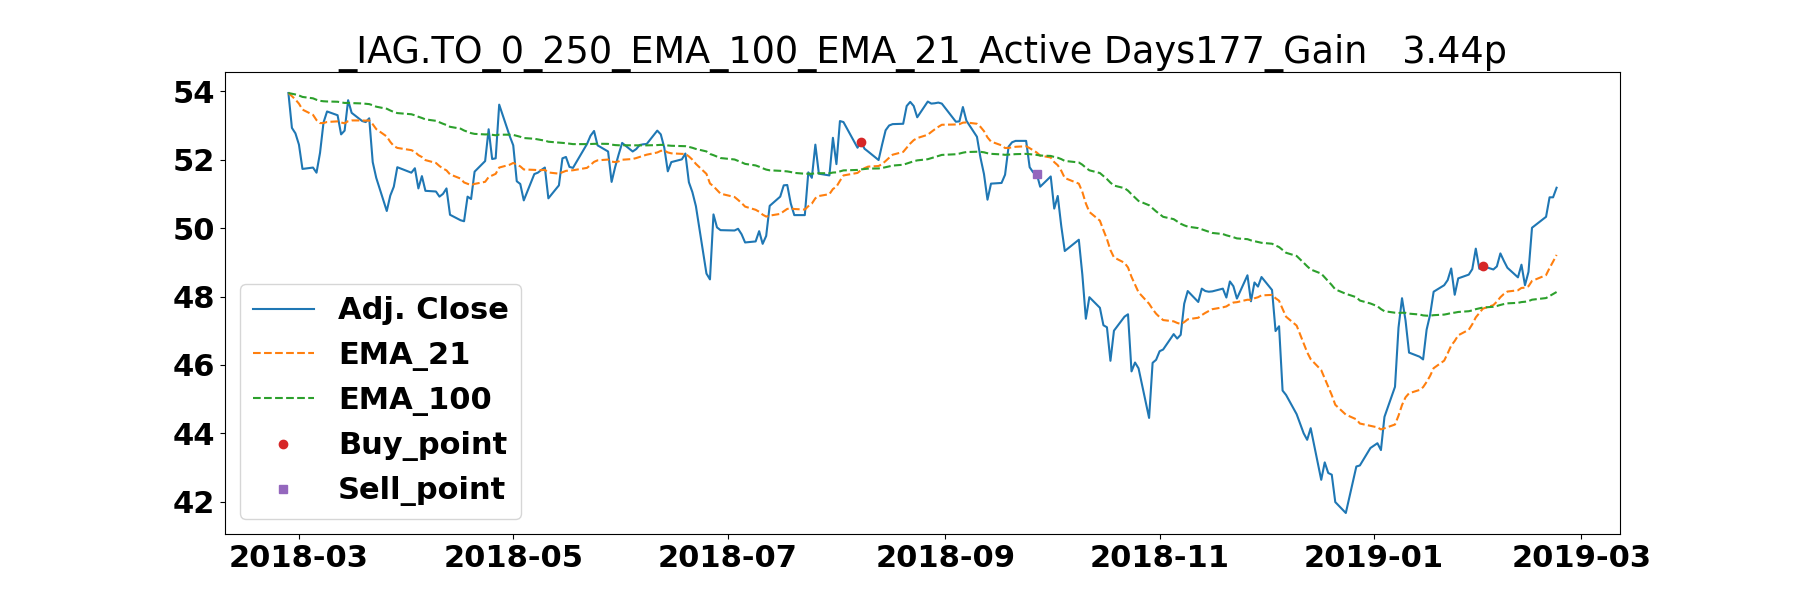 _IAG.TO_0_250_EMA_100_EMA_21_Active Days177_Gain   3.44p
54
52
50
48
46
44
42
Adj. Close
EMA_21
EMA_100
Buy_point
Sell_point
2018-03 2018-05 2018-07 2018-09 2018-11 2019-01 2019-03